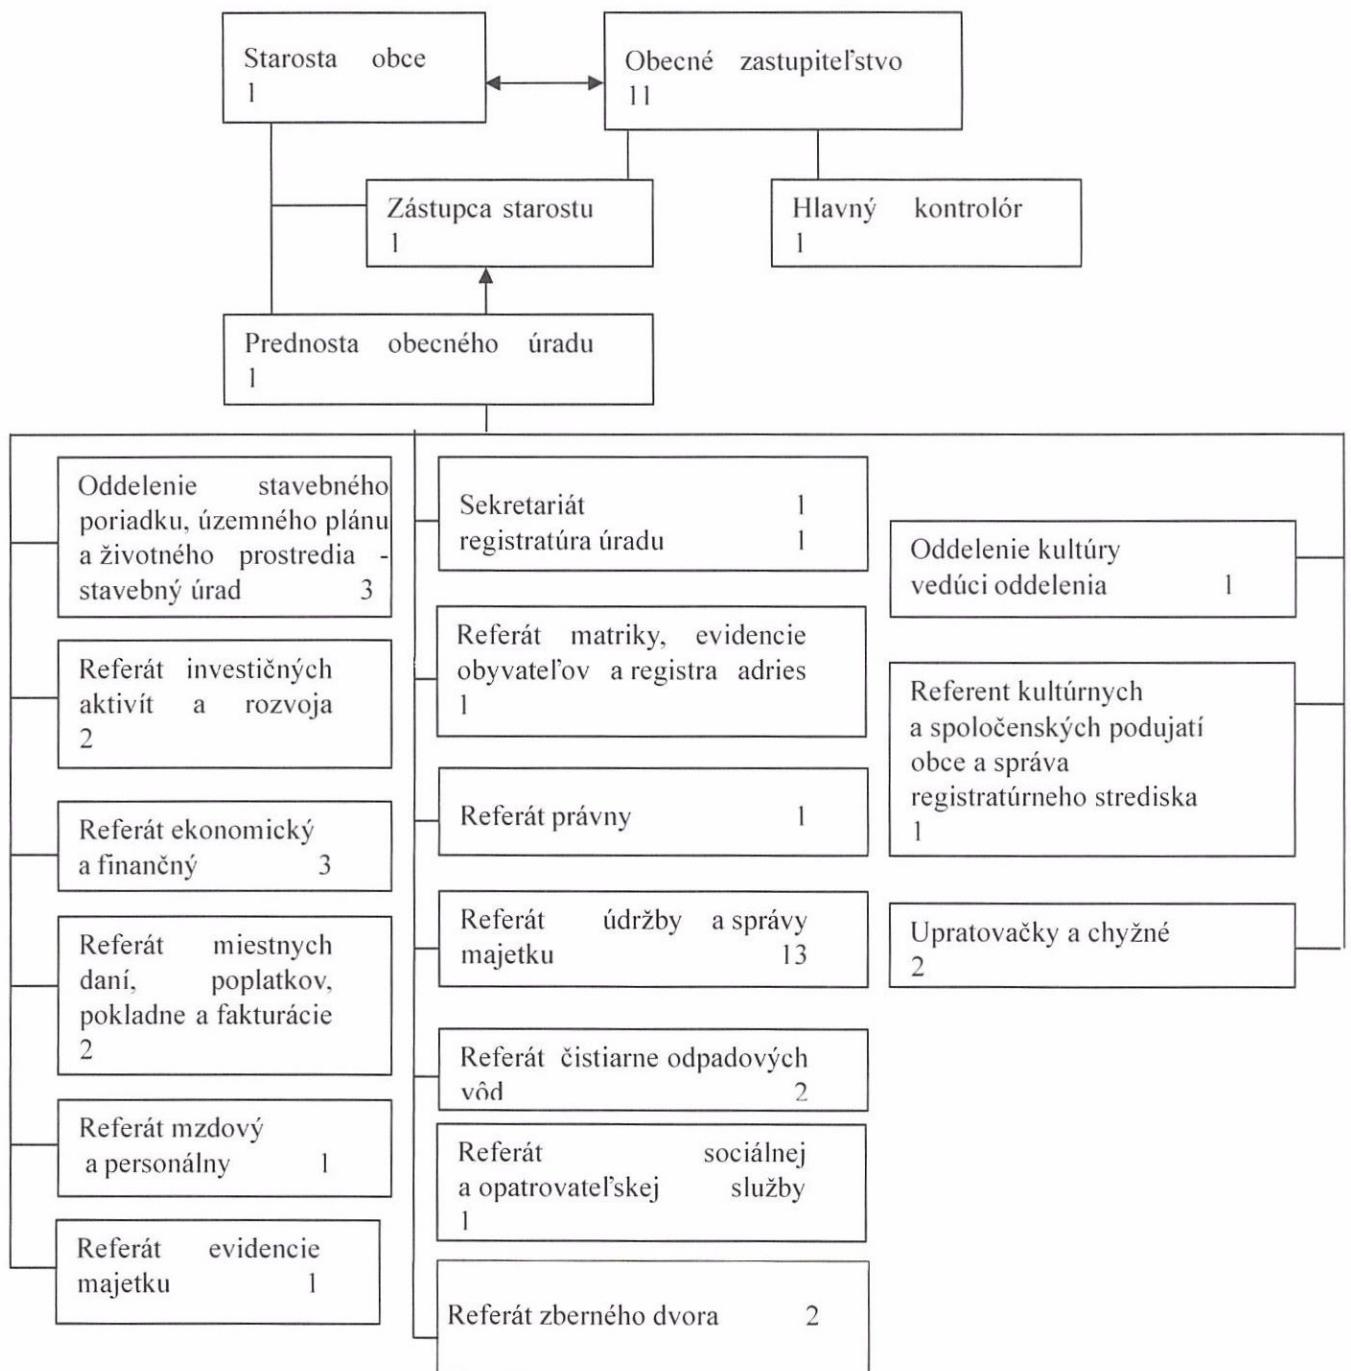 Starosta obce
1
Obecné zastupiteľstvo
11
Zástupca starostu
1
Hlavný kontrolór
1
Prednosta obecného úradu
1
Oddelenie stavebného
poriadku, územného plánu
a životného prostredia -
stavebný úrad 3
Referát investičných
aktivít a rozvoja
2
Referát ekonomický
a finančný 3
Referát miestnych
daní, poplatkov,
pokladne a fakturácie
2
Referát mzdový
a personálny 1
Referát evidencie
majetku 1
Sekretariát 1
registratúra úradu 1
Referát matriky, evidencie
obyvateľov a registra adries
1
Referát právny 1
Referát údržby a správy
majetku 13
Referát čistiarne odpadových
vôd 2
Referát sociálnej
a opatrovateľskej služby
1
Referát zberného dvora 2
Oddelenie kultúry
vedúci oddelenia 1
Referent kultúrnych
a spoločenských podujatí
obce a správa
registratúrneho strediska
1
Upratovačky a chyžné
2